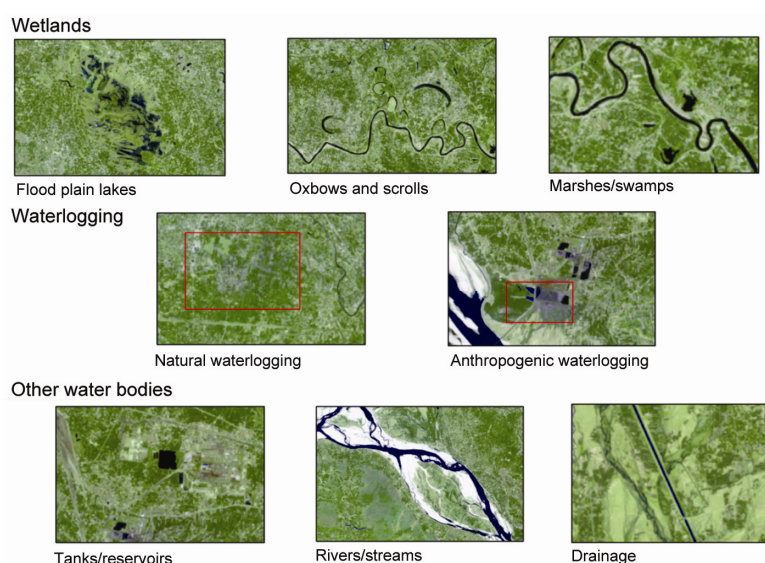 Wetlands
Flood plain lakes
Oxbows and scrolls
Marshes/swamps
Waterlogging
Natural waterlogging
Anthropogenic waterlogging
Other water bodies
Tanks/reservoirs
Rivers/streams
Drainage